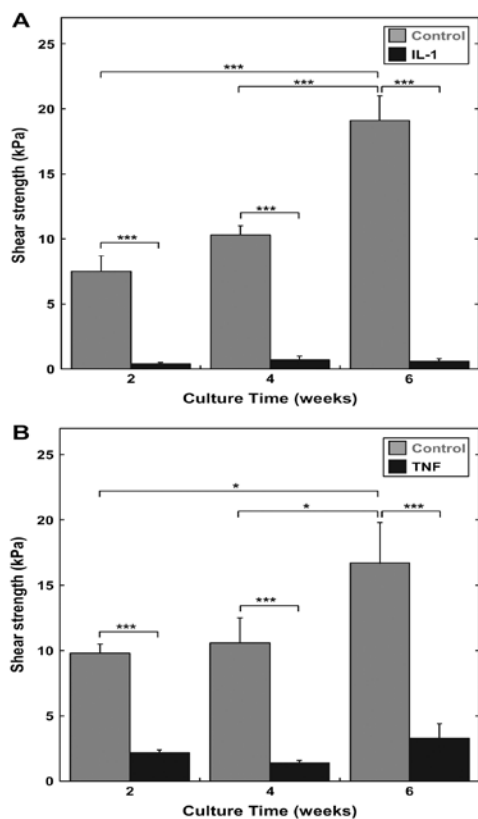 A
25
20
15
10
5
0
Shear strength (kPa)
Control
IL-1
***
***
***
***
***
2
4
6
Culture Time (weeks)
B
25
20
15
10
5
0
Shear strength (kPa)
Control
TNF
*
*
***
***
***
2
4
6
Culture Time (weeks)